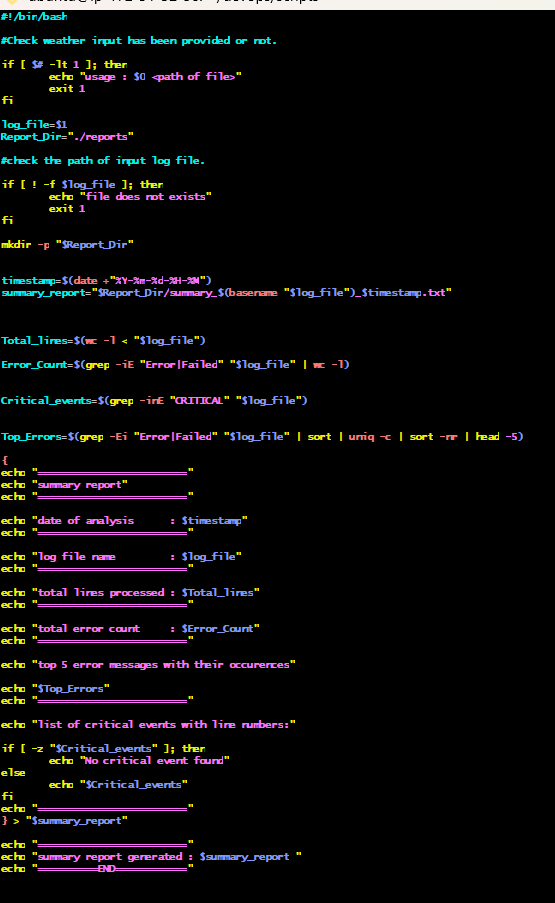 #!/bin/bash
#Check weather input has been provided or not.
if [ $# -lt 1 ]; then
echo "usage : $0 <path of file>"
exit 1
fi
log_file=$1
Report_Dir="./reports"
#check the path of input log file.
if [ ! -f $log_file ]; then
echo "file does not exists"
exit 1
fi
mkdir -p "$Report_Dir"
timestamp=$(date +"%Y-%m-%d-%H-%M")
summary_report="$Report_Dir/summary_$(basename "$log_file")_$timestamp.txt"
Total_lines=$(wc -l < "$log_file")
Error_Count=$(grep -iE "Error|Failed" "$log_file" | wc -l)
Critical_events=$(grep -inE "CRITICAL" "$log_file")
Top_Errors=$(grep -Ei "Error|Failed" "$log_file" | sort | uniq -c | sort -nr | head -5)
{
echo "========================="
echo "summary report"
echo "========================="
echo "date of analysis      : $timestamp"
echo "========================="
echo "log file name         : $log_file"
echo "========================="
echo "total lines processed : $Total_lines"
echo "========================="
echo "total error count     : $Error_Count"
echo "========================="
echo "top 5 error messages with their occurences"
echo "$Top_Errors"
echo "========================="
echo "list of critical events with line numbers:"
if [ -z "$Critical_events" ]; then
echo "No critical event found"
else
echo "$Critical_events"
fi
echo "========================="
} > "$summary_report"
echo "========================="
echo "summary report generated : $summary_report "
echo "==========END============"